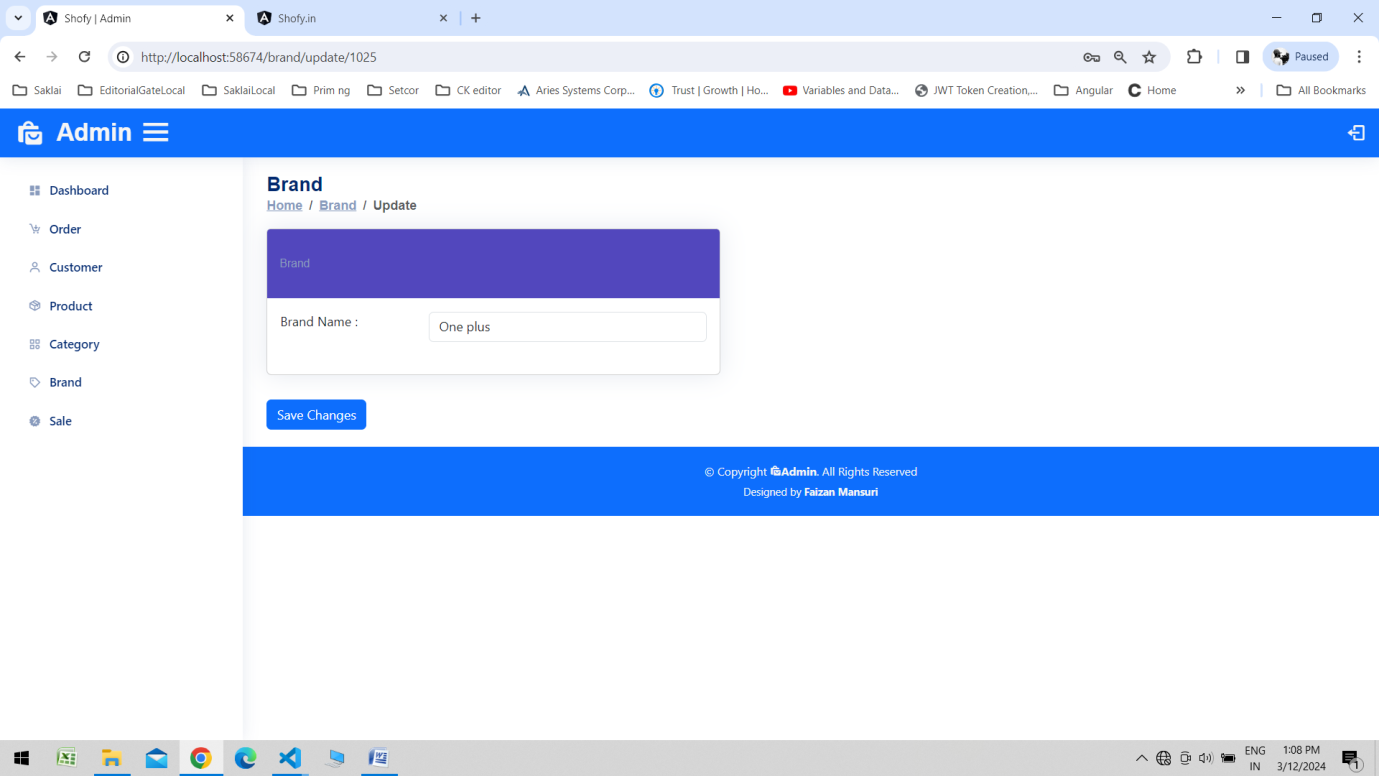 Shofy | Admin
Shofy.in
http://localhost:58674/brand/update/1025
Paused
Saklai
EditorialGateLocal
SaklaiLocal
Prim ng
Setcor
CK editor
Aries Systems Corp...
Trust | Growth | Ho...
Variables and Data...
JWT Token Creation,...
Angular
Home
»
All Bookmarks
Admin
Dashboard
Order
Customer
Product
Category
Brand
Sale
Brand
Home / Brand / Update
Brand
Brand Name :
One plus
Save Changes
© Copyright Admin. All Rights Reserved
Designed by Faizan Mansuri
ENG
IN
1:08 PM
3/12/2024
1